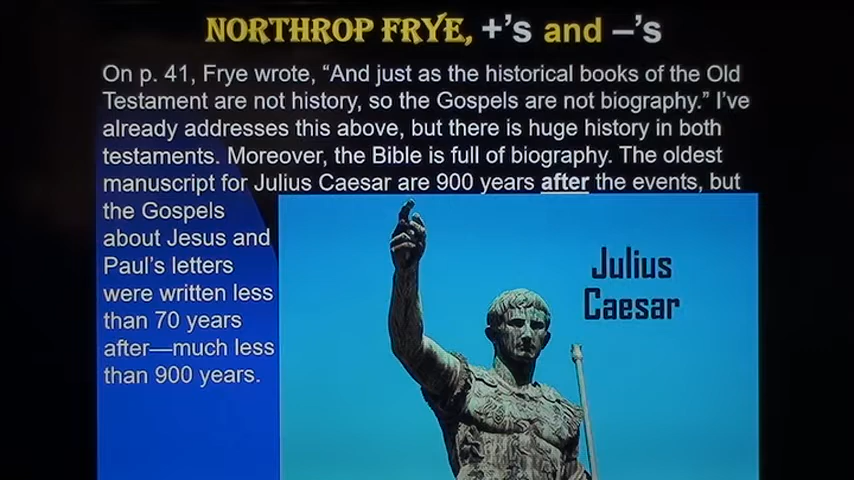 NORTHROP FRYE, +'s and –'s
On p. 41, Frye wrote, “And just as the historical books of the Old
Testament are not history, so the Gospels are not biography.” I’ve
already addresses this above, but there is huge history in both
testaments. Moreover, the Bible is full of biography. The oldest
manuscript for Julius Caesar are 900 years after the events, but
the Gospels
about Jesus and
Paul’s letters
were written less
than 70 years
after—much less
than 900 years.
Julius
Caesar